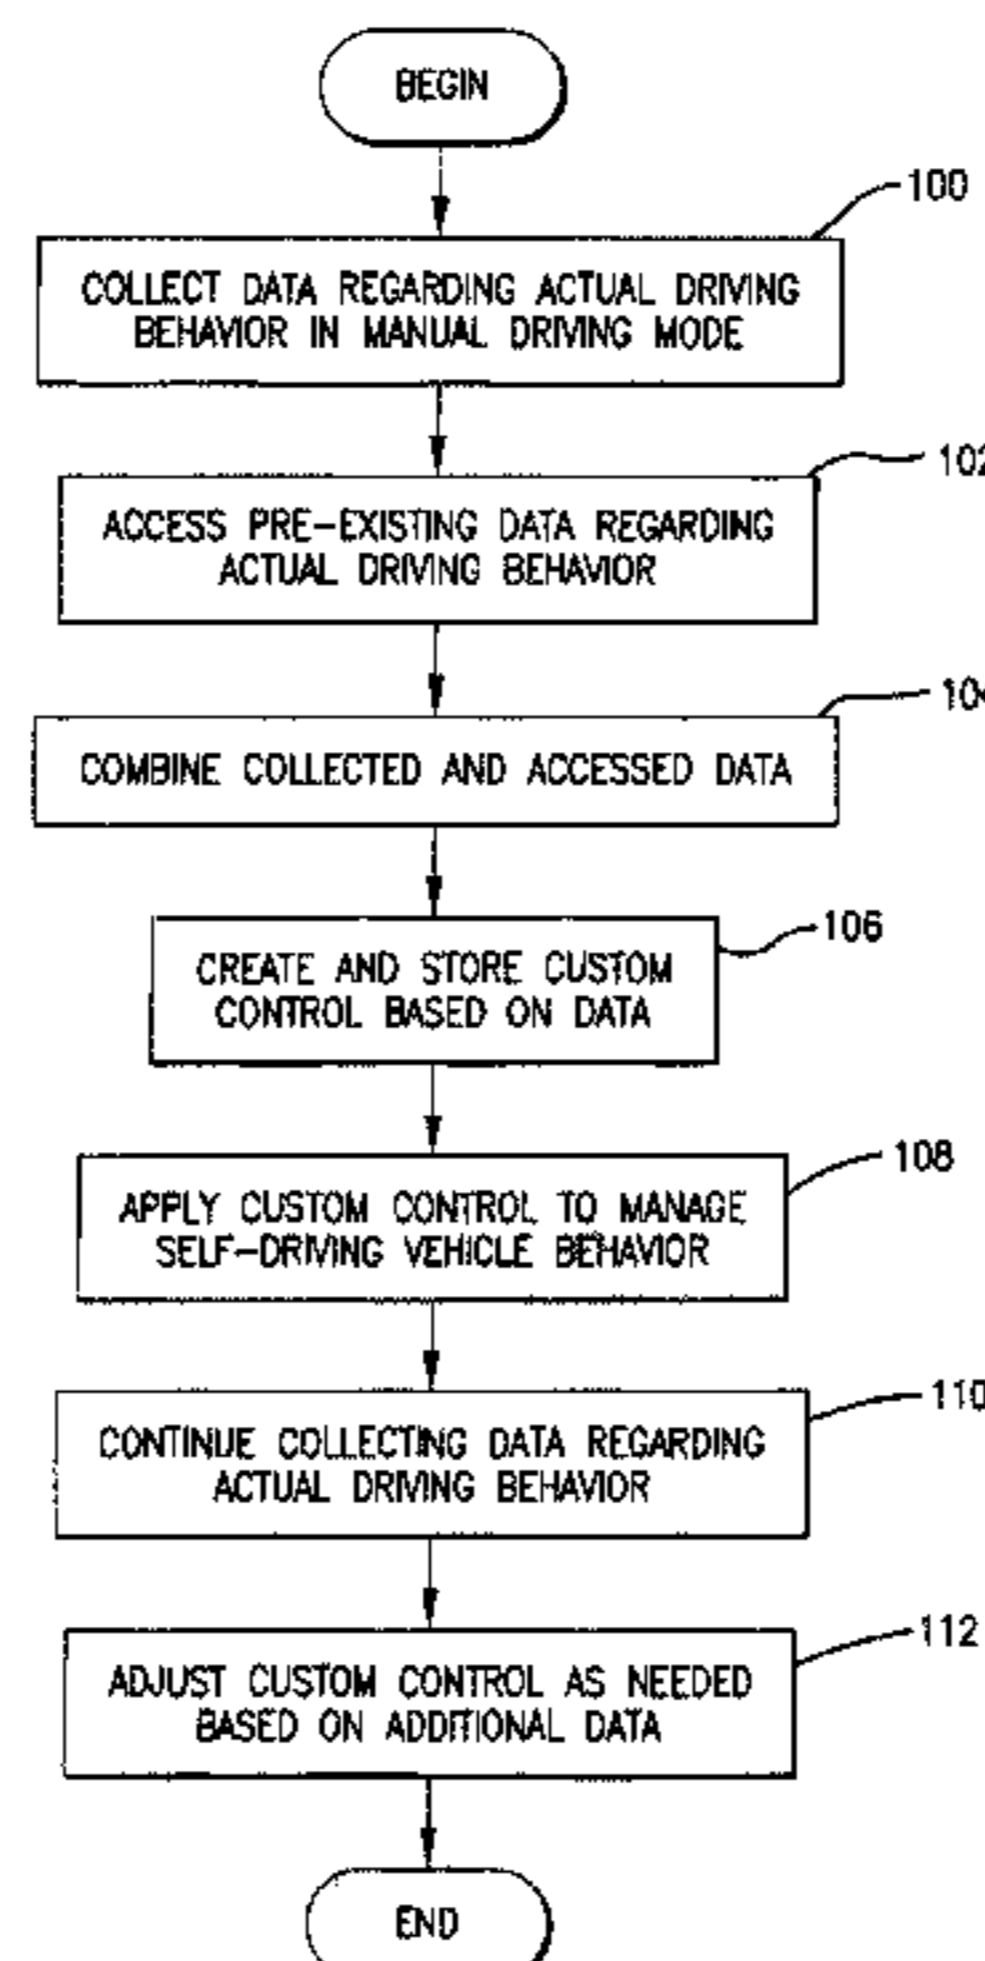 BEGIN
100
COLLECT DATA REGARDING ACTUAL DRIVING
BEHAVIOR IN MANUAL DRIVING MODE
102
ACCESS PRE-EXISTING DATA REGARDING
ACTUAL DRIVING BEHAVIOR
104
COMBINE COLLECTED AND ACCESSED DATA
106
CREATE AND STORE CUSTOM
CONTROL BASED ON DATA
108
APPLY CUSTOM CONTROL TO MANAGE
SELF-DRIVING VEHICLE BEHAVIOR
110
CONTINUE COLLECTING DATA REGARDING
ACTUAL DRIVING BEHAVIOR
112
ADJUST CUSTOM CONTROL AS NEEDED
BASED ON ADDITIONAL DATA
END